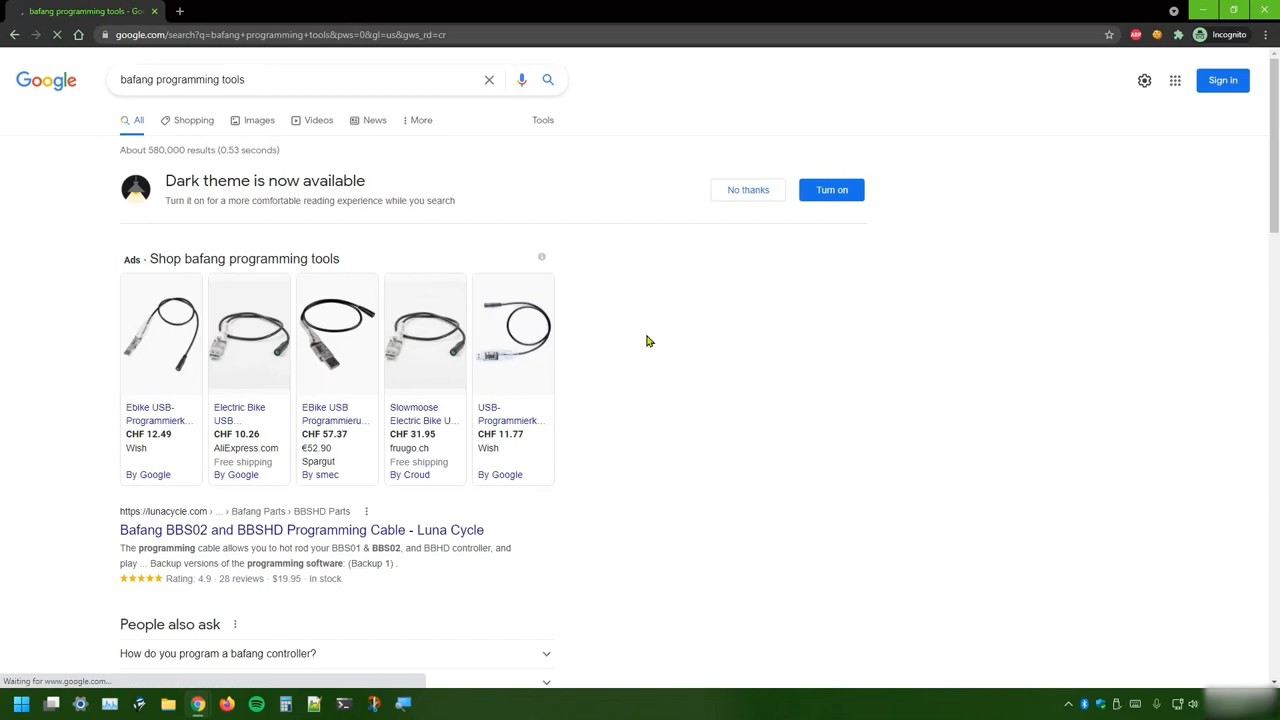 bafang programming tools - Goo
google.com/search?q=bafang+programming+tools&pws=0&gl=us&gws_rd=cr
ABP
Incognito
Google
bafang programming tools
Sign in
All
Shopping
Images
Videos
News
More
Tools
About 580,000 results (0.53 seconds)
Dark theme is now available
Turn it on for a more comfortable reading experience while you search
No thanks
Turn on
Ads · Shop bafang programming tools
Ebike USB-
Programmierk...
CHF 12.49
Wish
By Google
Electric Bike
USB...
CHF 10.26
AliExpress.com
Free shipping
By Google
EBike USB
Programmieru...
CHF 57.37
€52.90
Spargut
By smec
Slowmoose
Electric Bike U...
CHF 31.95
fruugo.ch
Free shipping
By Croud
USB-
Programmierk...
CHF 11.77
Wish
By Google
https://lunacycle.com › ... › Bafang Parts › BBSHD Parts
Bafang BBS02 and BBSHD Programming Cable - Luna Cycle
The programming cable allows you to hot rod your BBS01 & BBS02, and BBHD controller, and
play ... Backup versions of the programming software: (Backup 1) .
Rating: 4.9 · 28 reviews · $19.95 · In stock
People also ask
How do you program a bafang controller?
Waiting for www.google.com...